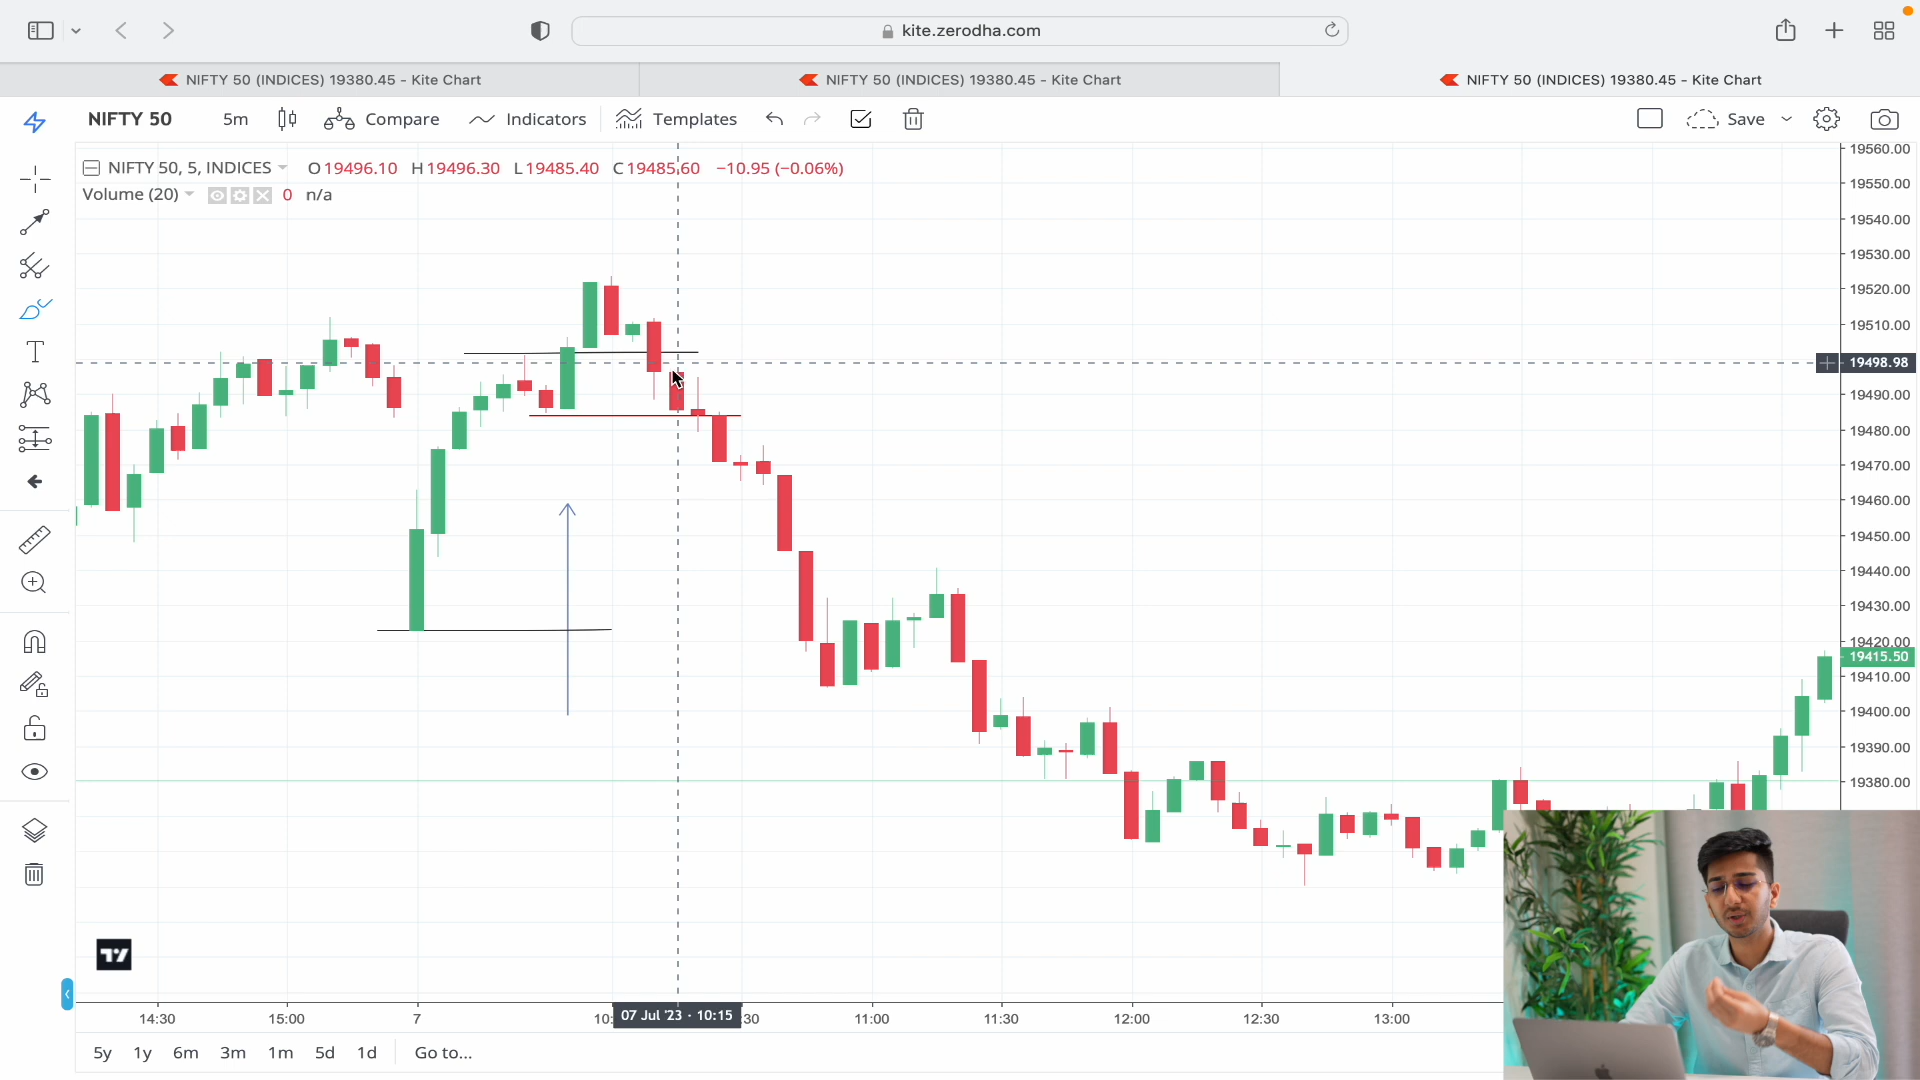 kite.zerodha.com
NIFTY 50 (INDICES) 19380.45 - Kite Chart
NIFTY 50 (INDICES) 19380.45 - Kite Chart
NIFTY 50 (INDICES) 19380.45 - Kite Chart
NIFTY 50 5m Compare Indicators Templates Save
NIFTY 50, 5, INDICES O19496.10 H19496.30 L19485.40 C19485.60 −10.95 (−0.06%)
Volume (20) 0 n/a
19560.00
19550.00
19540.00
19530.00
19520.00
19510.00
19498.98
19490.00
19480.00
19470.00
19460.00
19450.00
19440.00
19430.00
19420.00
19415.50
19410.00
19400.00
19390.00
19380.00
14:30 15:00 7 10: 07 Jul '23 · 10:15 :30 11:00 11:30 12:00 12:30 13:00
5y 1y 6m 3m 1m 5d 1d Go to...